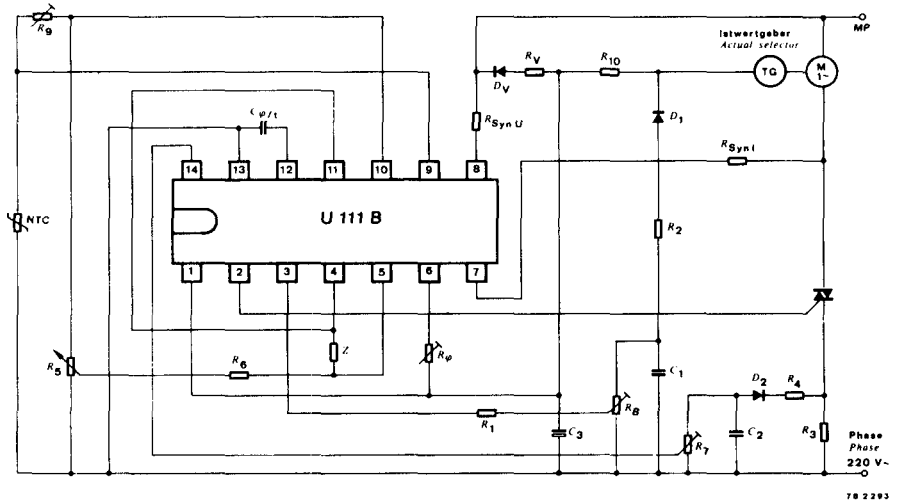 R9
MP
Istwertgeber
Actual selector
RV
R10
TG
M
1~
DV
Cφ/t
RSyn U
D1
RSyn I
14 13 12 11 10 9 8
NTC
U 111 B
R2
1 2 3 4 5 6 7
R5
R6
Z
Rφ
R1
C3
R8
C1
D2
R4
R7
C2
R3
Phase
Phase
220 V~
78 2293